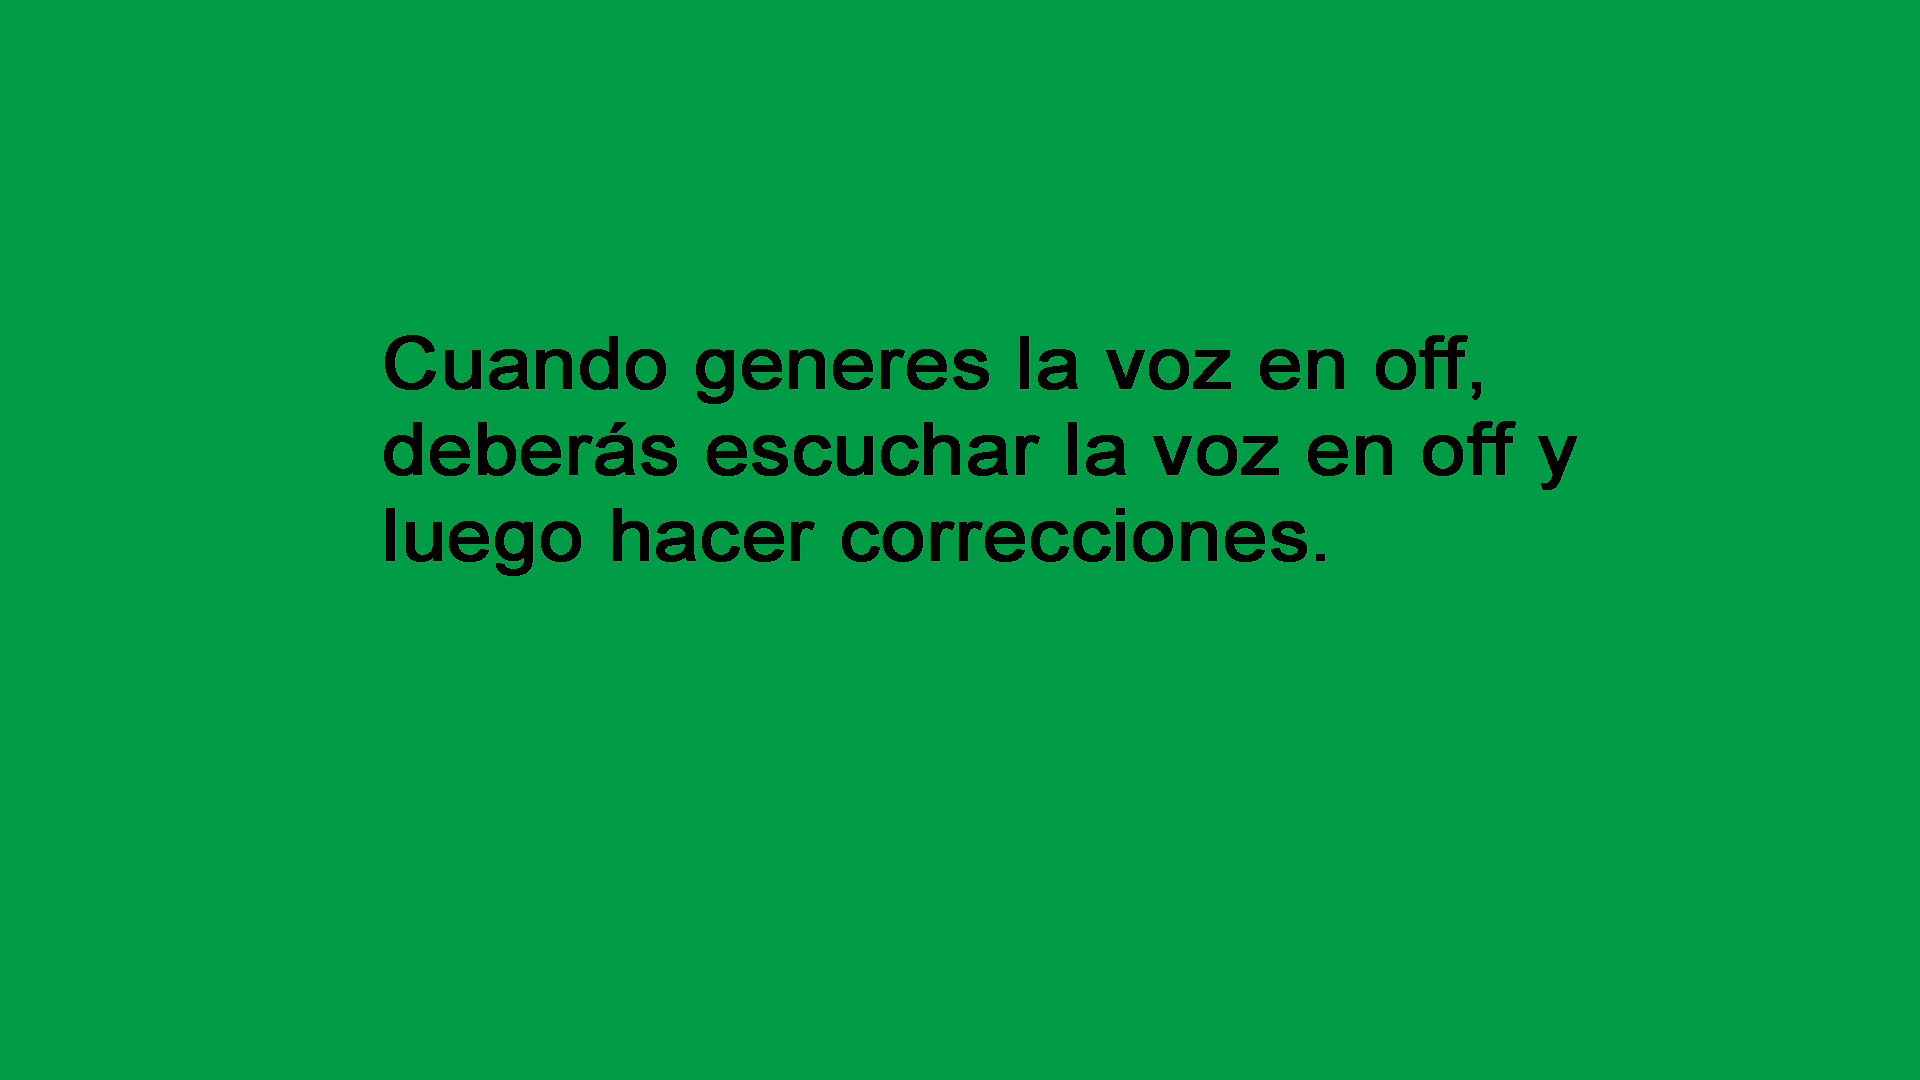 Cuando generes la voz en off,
deberás escuchar la voz en off y
luego hacer correcciones.